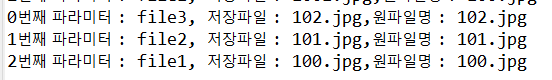 0번째 파라미터 : file3, 저장파일 : 102.jpg,원파일명 : 102.jpg
1번째 파라미터 : file2, 저장파일 : 101.jpg,원파일명 : 101.jpg
2번째 파라미터 : file1, 저장파일 : 100.jpg,원파일명 : 100.jpg